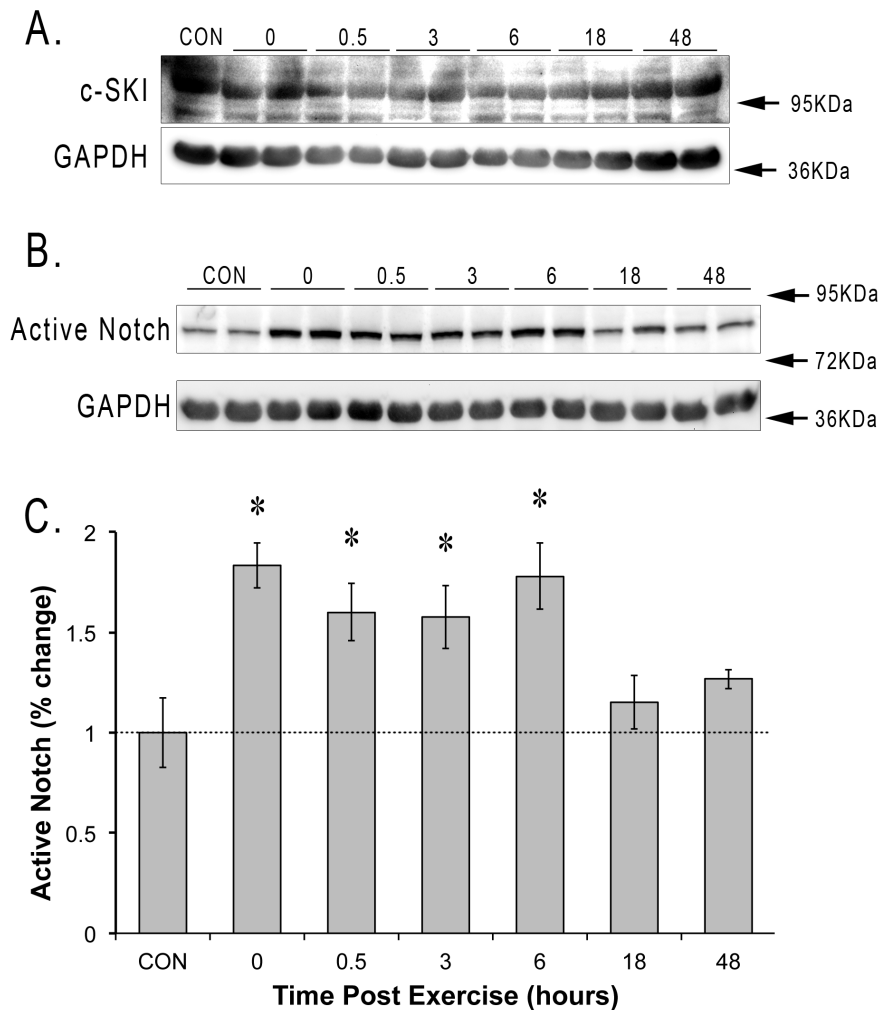 A.
CON 0 0.5 3 6 18 48
c-SKI
95KDa
GAPDH
36KDa
B.
CON 0 0.5 3 6 18 48
95KDa
Active Notch
72KDa
GAPDH
36KDa
C.
Active Notch (% change)
2
1.5
1
0.5
0
* * * *
CON 0 0.5 3 6 18 48
Time Post Exercise (hours)